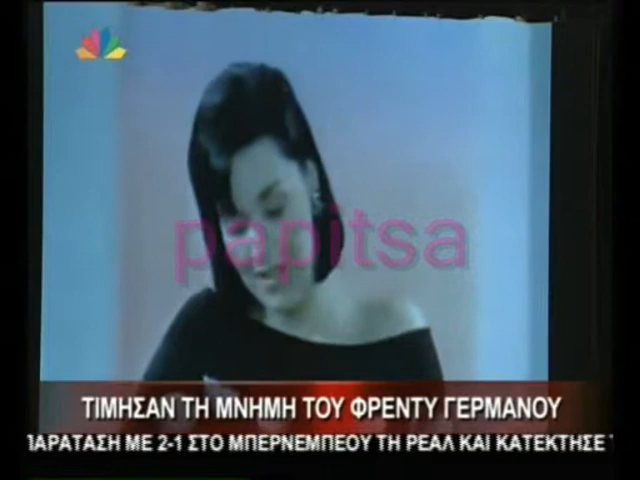 papitsa
ΤΙΜΗΣΑΝ ΤΗ ΜΝΗΜΗ ΤΟΥ ΦΡΕΝΤΥ ΓΕΡΜΑΝΟΥ
ΠΑΡΑΤΑΣΗ ΜΕ 2-1 ΣΤΟ ΜΠΕΡΝΕΜΠΕΟΥ ΤΗ ΡΕΑΛ ΚΑΙ ΚΑΤΕΚΤΗΣΕ